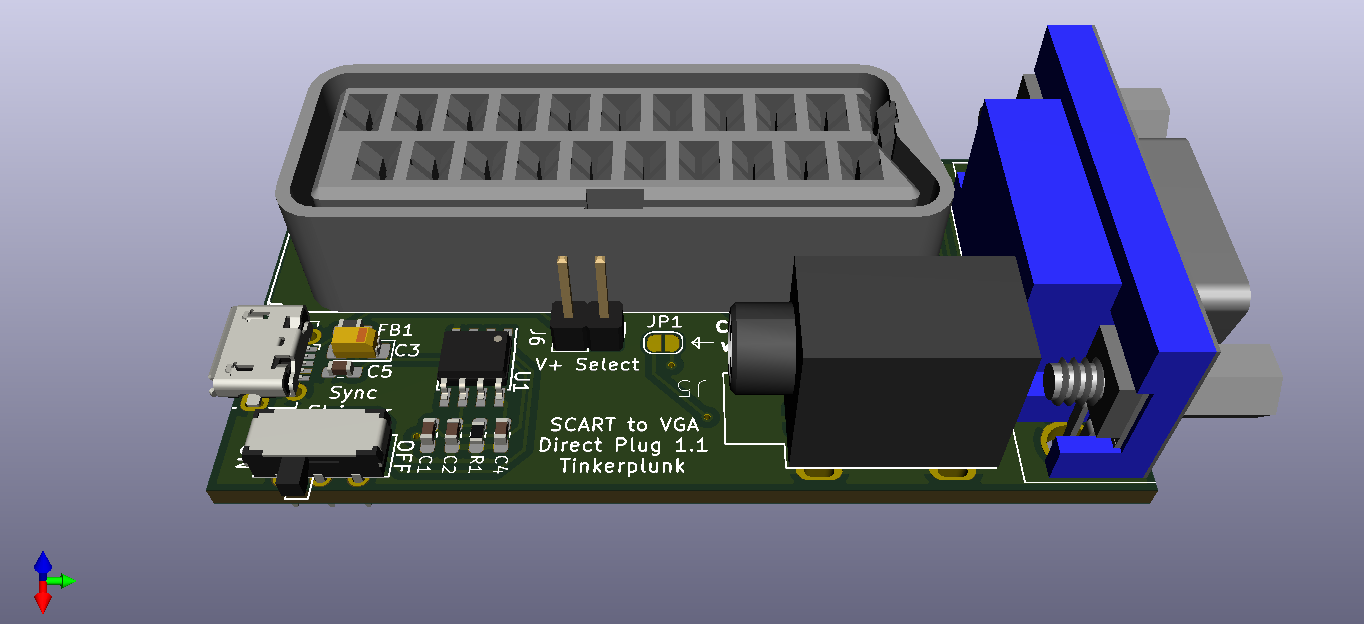 FB1
C3
C5
Sync
U1
J6
V+ Select
JP1
J5
OFF
C1
C2
R1
C4
SCART to VGA
Direct Plug 1.1
Tinkerplunk